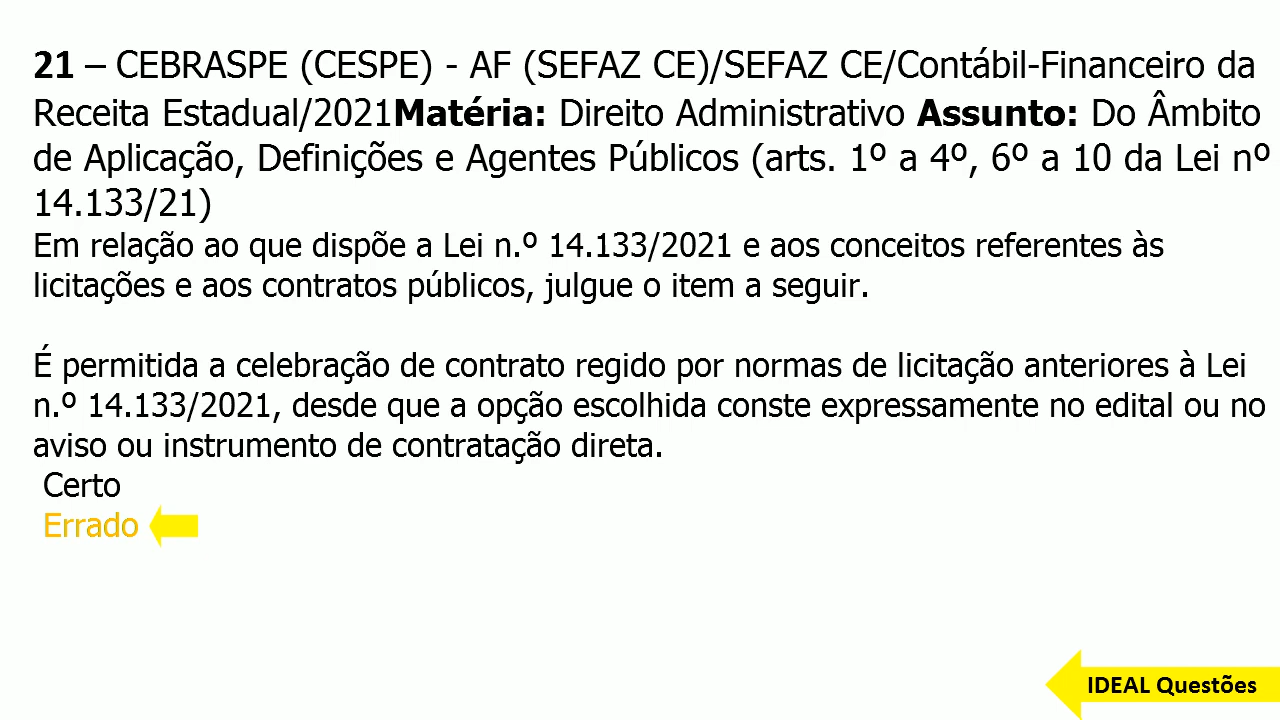 21 – CEBRASPE (CESPE) - AF (SEFAZ CE)/SEFAZ CE/Contábil-Financeiro da
Receita Estadual/2021Matéria: Direito Administrativo Assunto: Do Âmbito
de Aplicação, Definições e Agentes Públicos (arts. 1º a 4º, 6º a 10 da Lei nº
14.133/21)
Em relação ao que dispõe a Lei n.º 14.133/2021 e aos conceitos referentes às
licitações e aos contratos públicos, julgue o item a seguir.
É permitida a celebração de contrato regido por normas de licitação anteriores à Lei
n.º 14.133/2021, desde que a opção escolhida conste expressamente no edital ou no
aviso ou instrumento de contratação direta.
Certo
Errado
IDEAL Questões